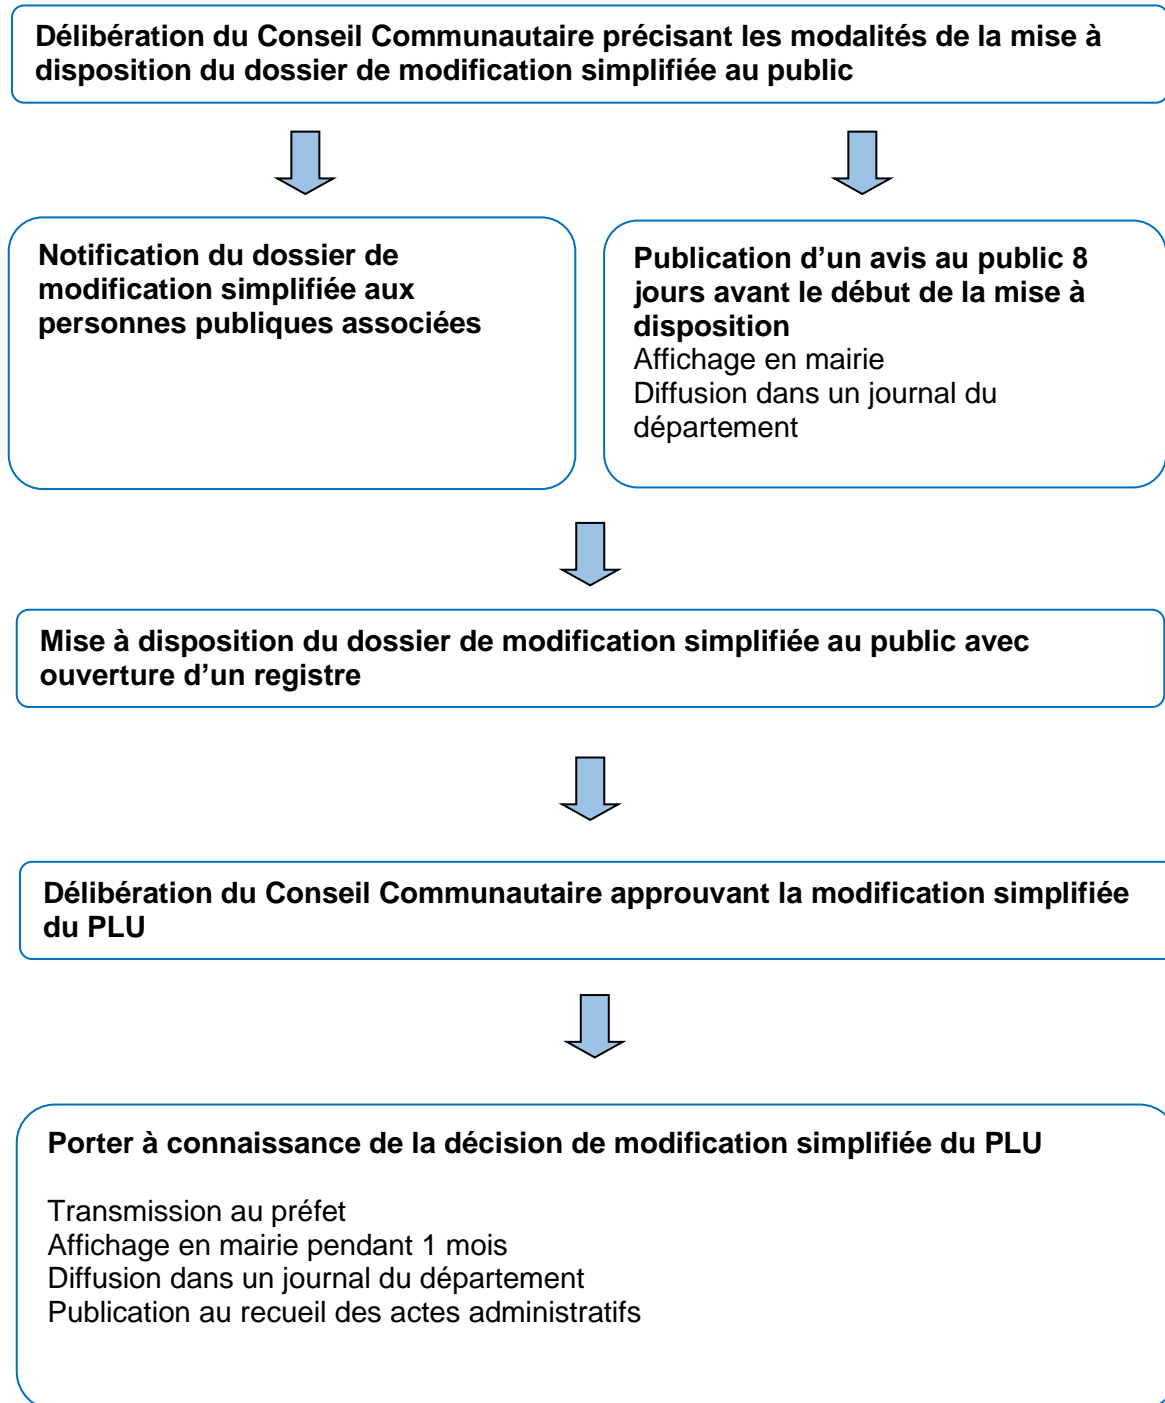 Délibération du Conseil Communautaire précisant les modalités de la mise à
disposition du dossier de modification simplifiée au public
Notification du dossier de
modification simplifiée aux
personnes publiques associées
Publication d’un avis au public 8
jours avant le début de la mise à
disposition
Affichage en mairie
Diffusion dans un journal du
département
Mise à disposition du dossier de modification simplifiée au public avec
ouverture d’un registre
Délibération du Conseil Communautaire approuvant la modification simplifiée
du PLU
Porter à connaissance de la décision de modification simplifiée du PLU
Transmission au préfet
Affichage en mairie pendant 1 mois
Diffusion dans un journal du département
Publication au recueil des actes administratifs